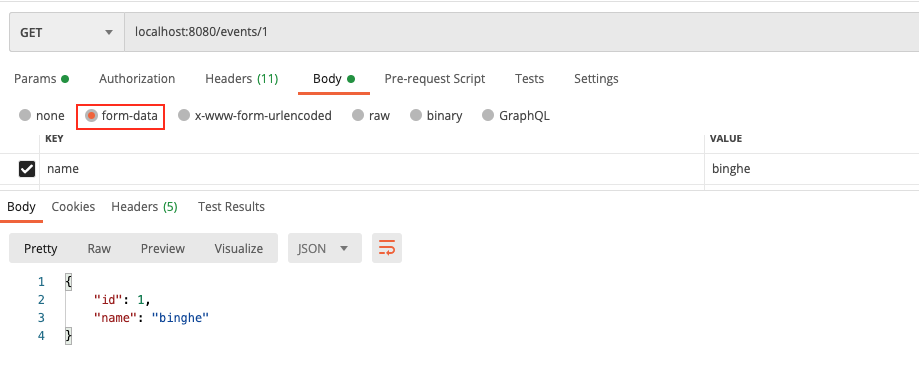 GET localhost:8080/events/1
Params Authorization Headers (11) Body Pre-request Script Tests Settings
none form-data x-www-form-urlencoded raw binary GraphQL
KEY VALUE
name binghe
Body Cookies Headers (5) Test Results
Pretty Raw Preview Visualize JSON
1 {
2 "id": 1,
3 "name": "binghe"
4 }